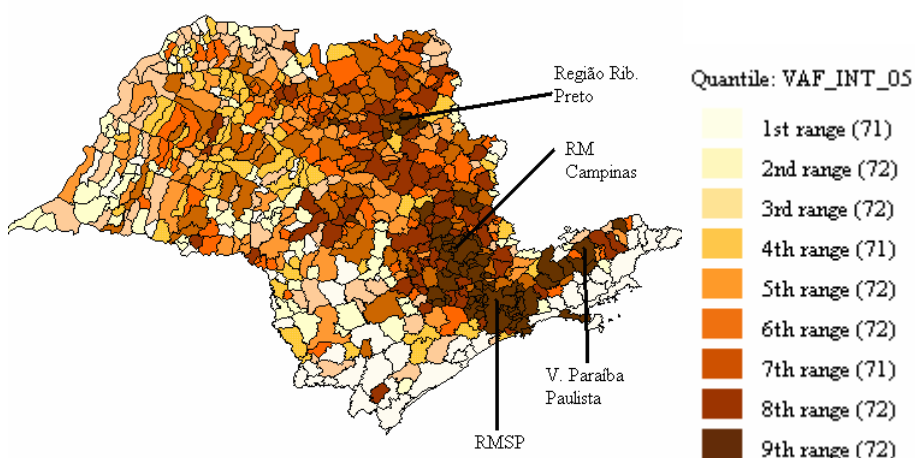 Região Rib.
Preto
RM
Campinas
V. Paraíba
Paulista
RMSP
Quantile: VAF_INT_05
1st range (71)
2nd range (72)
3rd range (72)
4th range (71)
5th range (72)
6th range (72)
7th range (71)
8th range (72)
9th range (72)